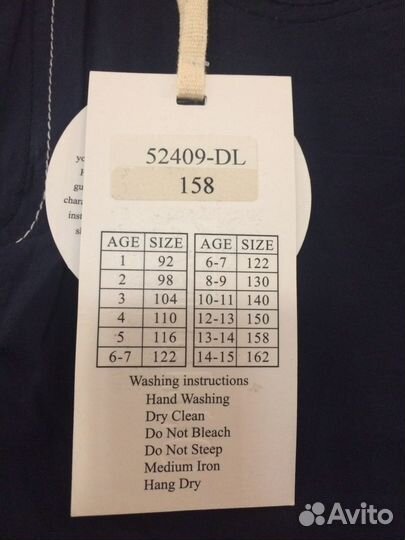 52409-DL
158
AGE SIZE AGE SIZE
1 92 6-7 122
2 98 8-9 130
3 104 10-11 140
4 110 12-13 150
5 116 13-14 158
6-7 122 14-15 162
Washing instructions
Hand Washing
Dry Clean
Do Not Bleach
Do Not Steep
Medium Iron
Hang Dry
Avito